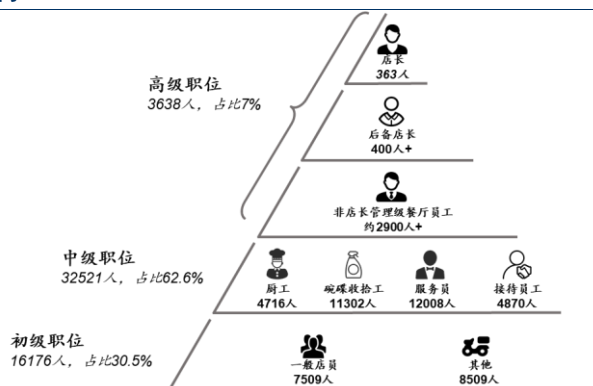 店长
363人
高级职位
3638人，占比7%
后备店长
400人+
非店长管理级餐厅员工
约2900人+
中级职位
32521人，占比62.6%
厨工
4716人
碗碟收拾工
11302人
服务员
12008人
接待员工
4870人
初级职位
16176人，占比30.5%
一般店员
7509人
其他
8509人